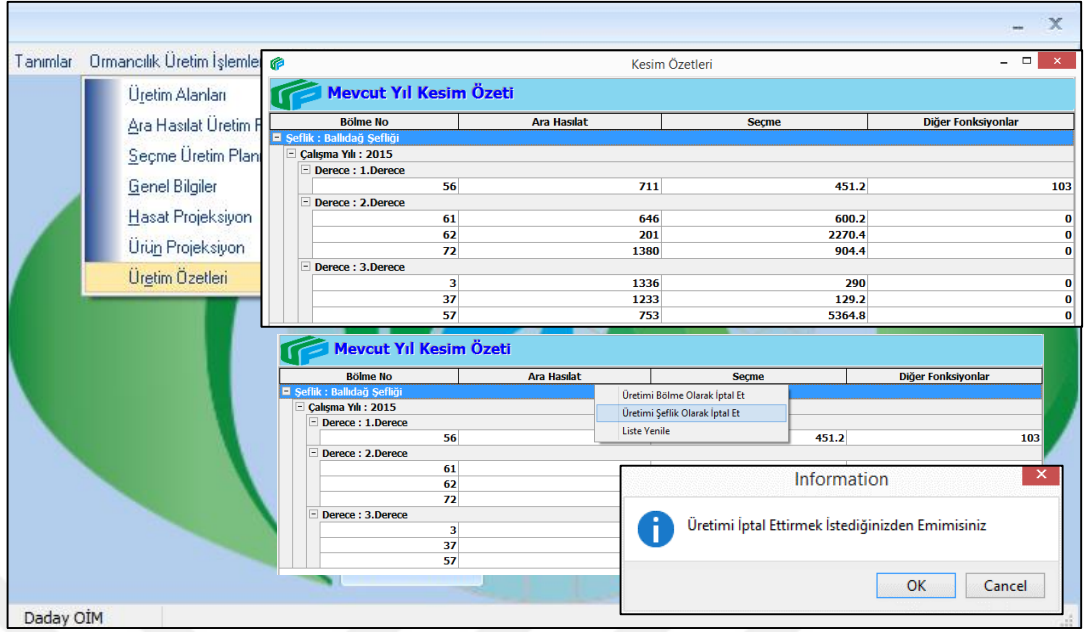 Tanımlar Ormancılık Üretim İşlemle
Üretim Alanları
Ara Hasılat Üretim P
Seçme Üretim Planı
Genel Bilgiler
Hasat Projeksiyon
Ürün Projeksiyon
Üretim Özetleri
Kesim Özetleri
Mevcut Yıl Kesim Özeti
Bölme No Ara Hasılat Seçme Diğer Fonksiyonlar
Şeflik : Ballıdağ Şefliği
Çalışma Yılı : 2015
Derece : 1.Derece
56 711 451.2 103
Derece : 2.Derece
61 646 600.2 0
62 201 2270.4 0
72 1380 904.4 0
Derece : 3.Derece
3 1336 290 0
37 1233 129.2 0
57 753 5364.8 0
Mevcut Yıl Kesim Özeti
Bölme No Ara Hasılat Seçme Diğer Fonksiyonlar
Şeflik : Ballıdağ Şefliği
Çalışma Yılı : 2015
Derece : 1.Derece
56 451.2 103
Derece : 2.Derece
61
62
72
Derece : 3.Derece
3
37
57
Üretimi Bölme Olarak İptal Et
Üretimi Şeflik Olarak İptal Et
Liste Yenile
Information
Üretimi İptal Ettirmek İstediğinizden Emimisiniz
OK Cancel
Daday OİM